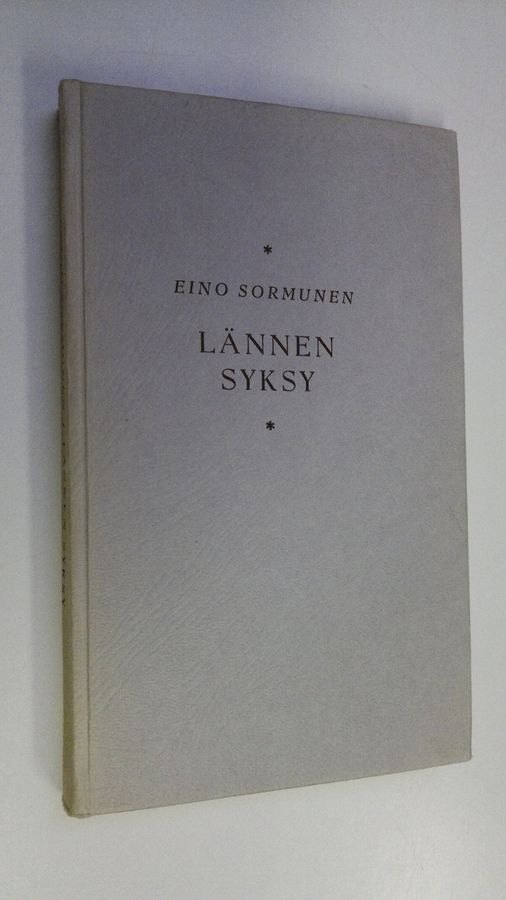 *
EINO SORMUNEN
LÄNNEN
SYKSY
*